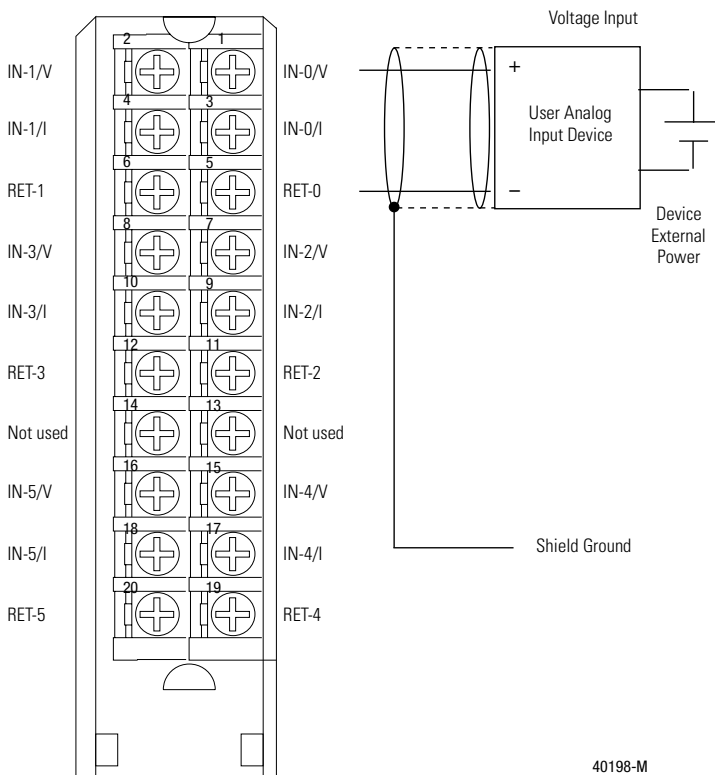 Voltage Input
2 1
IN-1/V IN-0/V
+
4 3
User Analog
Input Device
IN-1/I IN-0/I
6 5
RET-1 RET-0
−
8 7
Device
External
Power
IN-3/V IN-2/V
10 9
IN-3/I IN-2/I
12 11
RET-3 RET-2
14 13
Not used Not used
16 15
IN-5/V IN-4/V
18 17
IN-5/I IN-4/I
Shield Ground
20 19
RET-5 RET-4
40198-M